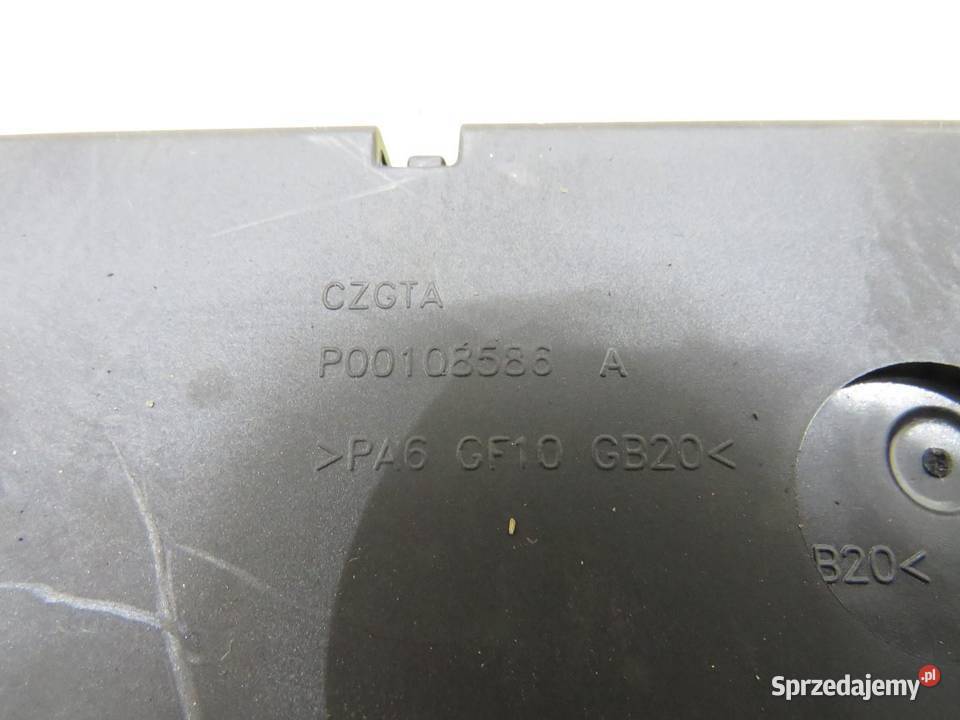 CZGTA
P00108586 A
>PA6 GF10 GB20<
B20<
Sprzedajemy.pl